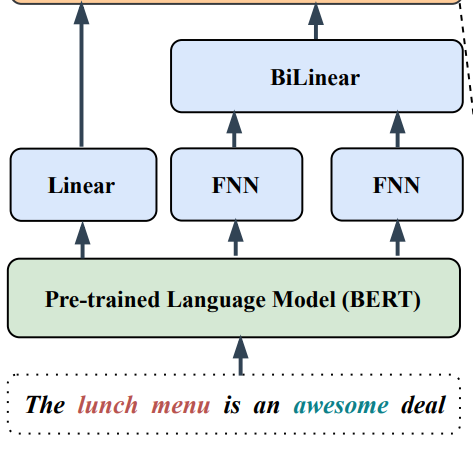 BiLinear
Linear FNN FNN
Pre-trained Language Model (BERT)
The lunch menu is an awesome deal